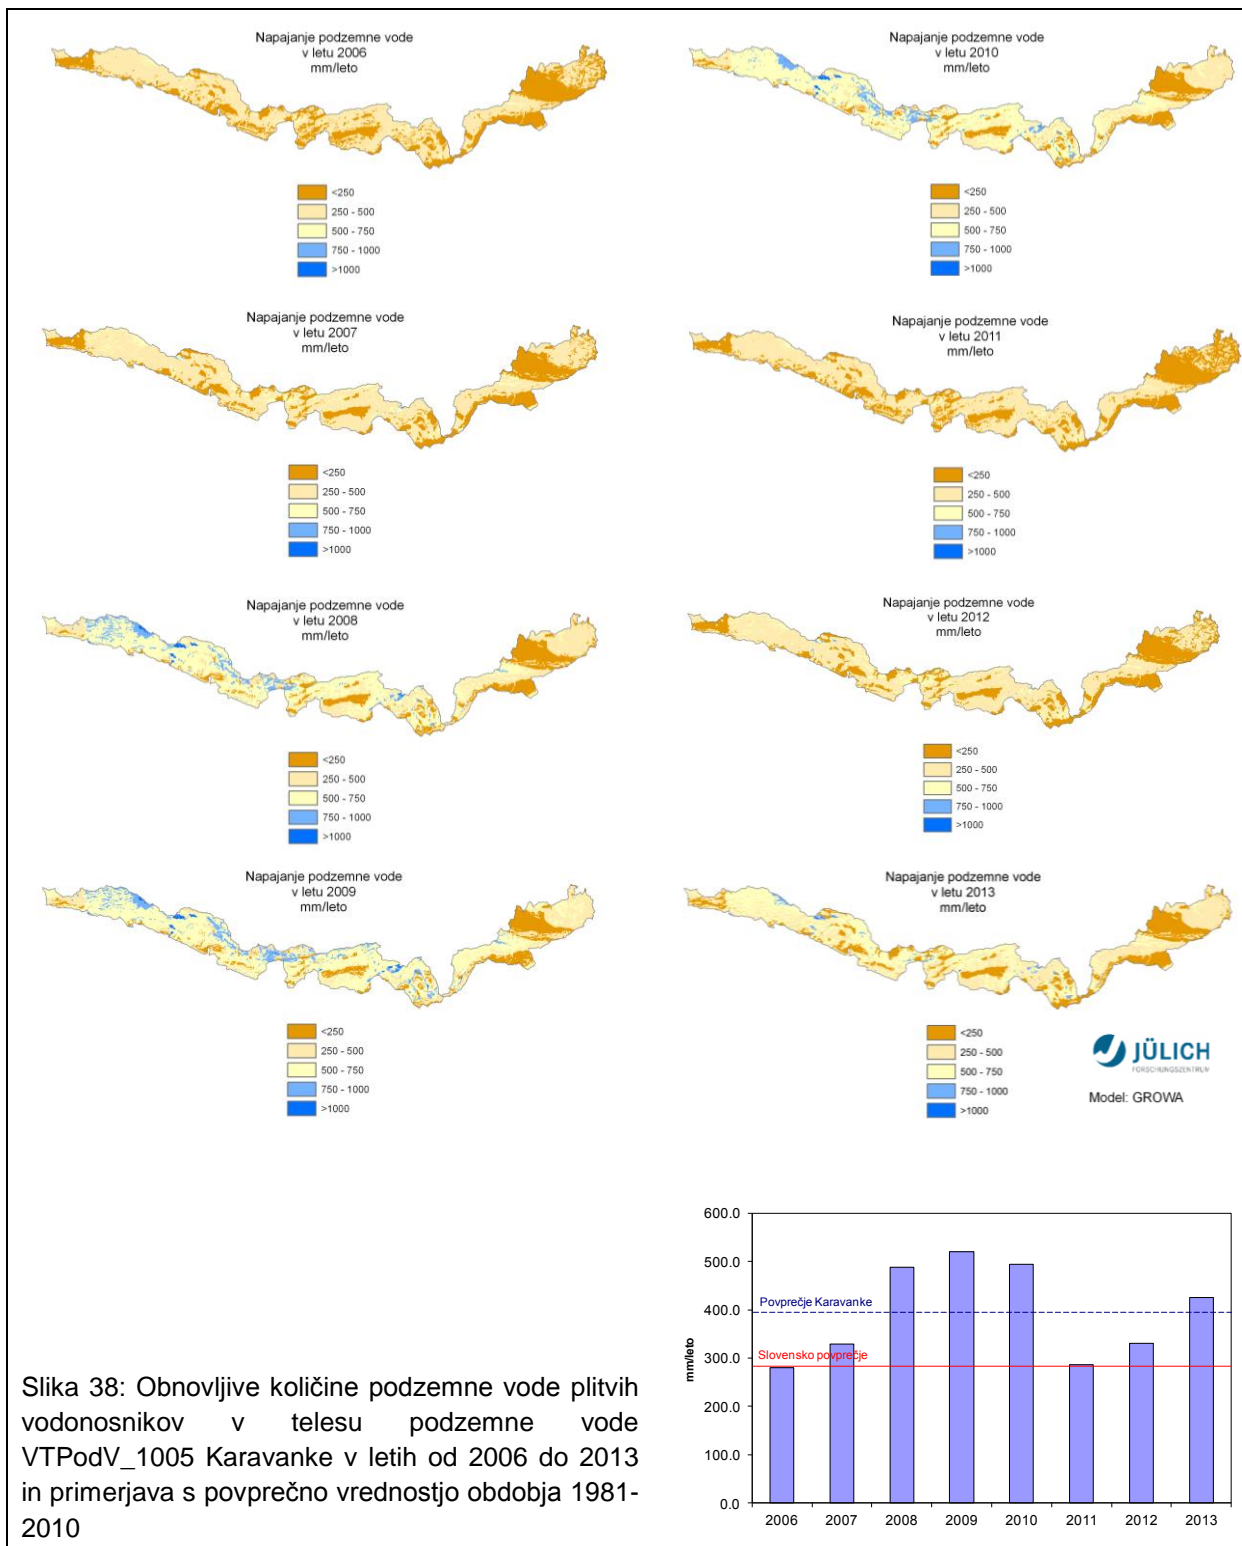 Napajanje podzemne vode
v letu 2006
mm/leto
<250
250 - 500
500 - 750
750 - 1000
>1000
Napajanje podzemne vode
v letu 2010
mm/leto
<250
250 - 500
500 - 750
750 - 1000
>1000
Napajanje podzemne vode
v letu 2007
mm/leto
<250
250 - 500
500 - 750
750 - 1000
>1000
Napajanje podzemne vode
v letu 2011
mm/leto
<250
250 - 500
500 - 750
750 - 1000
>1000
Napajanje podzemne vode
v letu 2008
mm/leto
<250
250 - 500
500 - 750
750 - 1000
>1000
Napajanje podzemne vode
v letu 2012
mm/leto
<250
250 - 500
500 - 750
750 - 1000
>1000
Napajanje podzemne vode
v letu 2009
mm/leto
<250
250 - 500
500 - 750
750 - 1000
>1000
Napajanje podzemne vode
v letu 2013
mm/leto
<250
250 - 500
500 - 750
750 - 1000
>1000
JÜLICH
FORSCHUNGSZENTRUM
Model: GROWA
600.0
500.0
400.0
300.0
200.0
100.0
0.0
mm/leto
Povprečje Karavanke
Slovensko povprečje
2006 2007 2008 2009 2010 2011 2012 2013
Slika 38: Obnovljive količine podzemne vode plitvih
vodonosnikov v telesu podzemne vode
VTPodV_1005 Karavanke v letih od 2006 do 2013
in primerjava s povprečno vrednostjo obdobja 1981-
2010